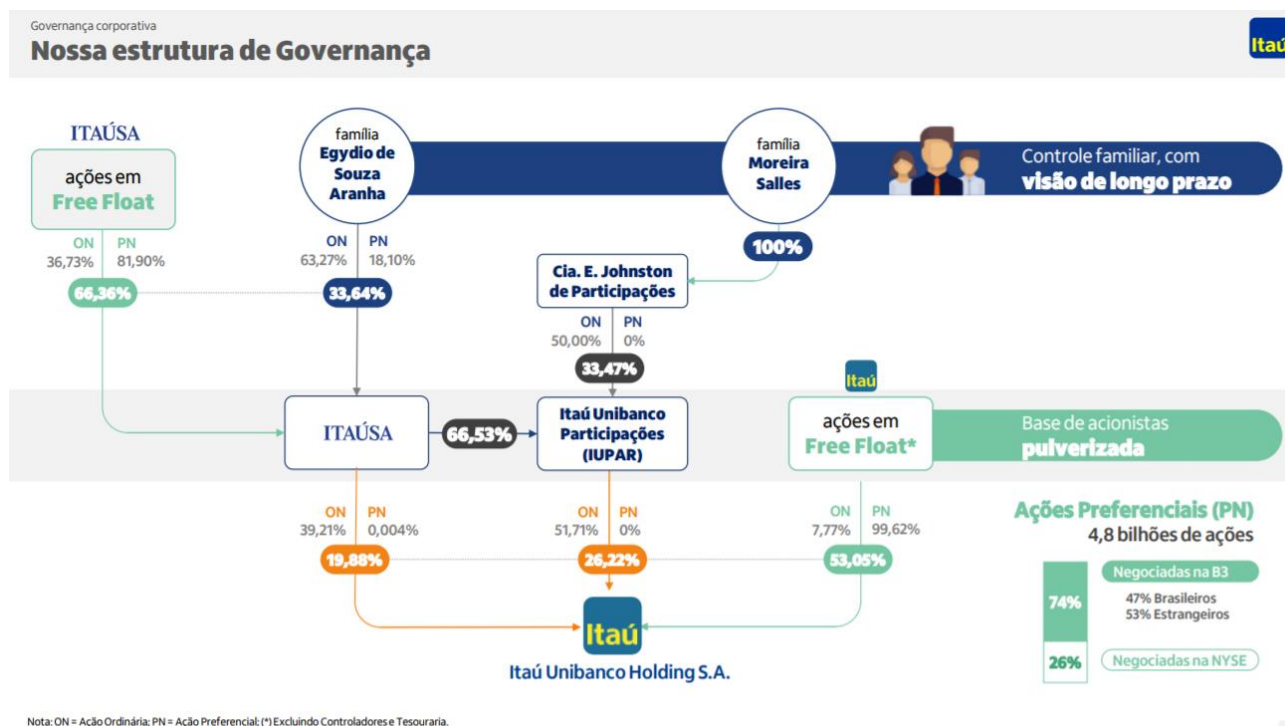 Governança corporativa
Nossa estrutura de Governança
Itaú
ITAÚSA
ações em
Free Float
ON PN
36,73% 81,90%
66,36%
família
Egydio de
Souza
Aranha
ON PN
63,27% 18,10%
33,64%
família
Moreira
Salles
100%
Controle familiar, com
visão de longo prazo
Cia. E. Johnston
de Participações
ON PN
50,00% 0%
33,47%
ITAÚSA
66,53%
Itaú Unibanco
Participações
(IUPAR)
Itaú
ações em
Free Float*
Base de acionistas
pulverizada
ON PN
39,21% 0,004%
19,88%
ON PN
51,71% 0%
26,22%
ON PN
7,77% 99,62%
53,05%
Itaú
Itaú Unibanco Holding S.A.
Ações Preferenciais (PN)
4,8 bilhões de ações
74%
Negociadas na B3
47% Brasileiros
53% Estrangeiros
26%
Negociadas na NYSE
Nota: ON = Ação Ordinária; PN = Ação Preferencial; (*) Excluindo Controladores e Tesouraria.